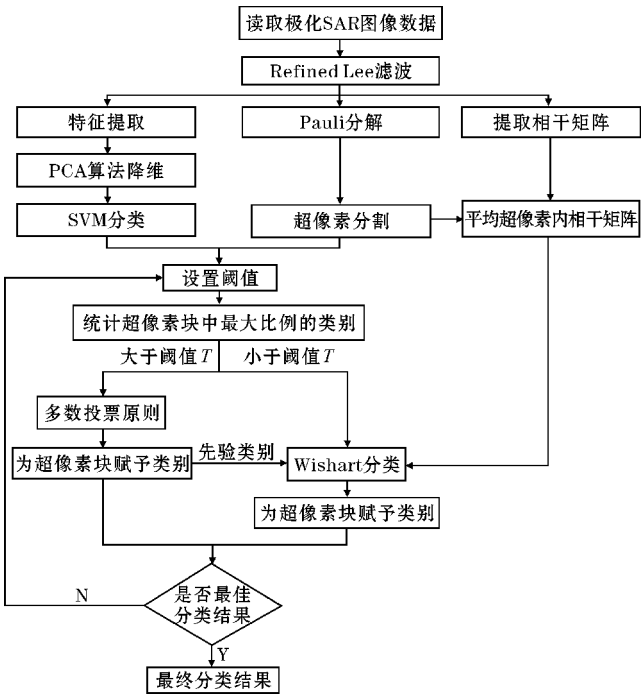 读取极化SAR图像数据
Refined Lee滤波
特征提取
Pauli分解
提取相干矩阵
PCA算法降维
SVM分类
超像素分割
平均超像素内相干矩阵
设置阈值
统计超像素块中最大比例的类别
大于阈值T
小于阈值T
多数投票原则
为超像素块赋予类别
先验类别
Wishart分类
为超像素块赋予类别
是否最佳
分类结果
N
Y
最终分类结果